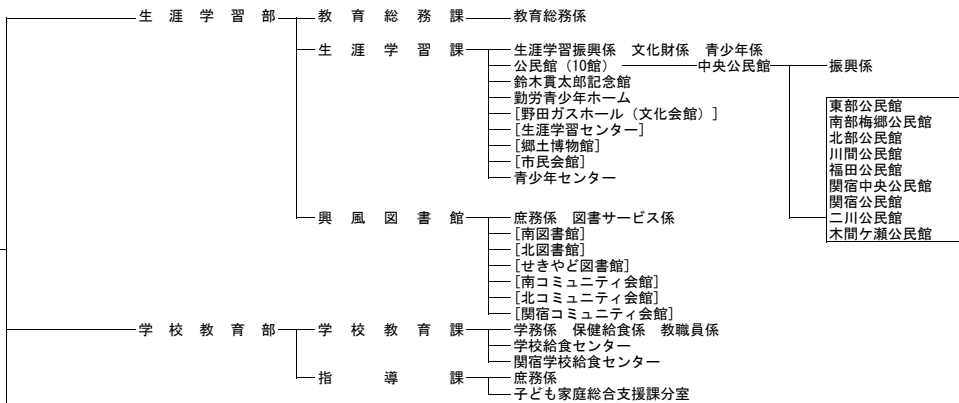 生涯学習部 教育総務課 教育総務係
生涯学習課 生涯学習振興係 文化財係 青少年係
公民館（10館） 中央公民館 振興係
鈴木貫太郎記念館
勤労青少年ホーム
[野田ガスホール（文化会館）]
[生涯学習センター]
[郷土博物館]
[市民会館]
青少年センター
東部公民館
南部梅郷公民館
北部公民館
川間公民館
福田公民館
関宿中央公民館
関宿公民館
二川公民館
木間ケ瀬公民館
興風図書館 庶務係 図書サービス係
[南図書館]
[北図書館]
[せきやど図書館]
[南コミュニティ会館]
[北コミュニティ会館]
[関宿コミュニティ会館]
学校教育部 学校教育課 学務係 保健給食係 教職員係
学校給食センター
関宿学校給食センター
指導課 庶務係
子ども家庭総合支援課分室